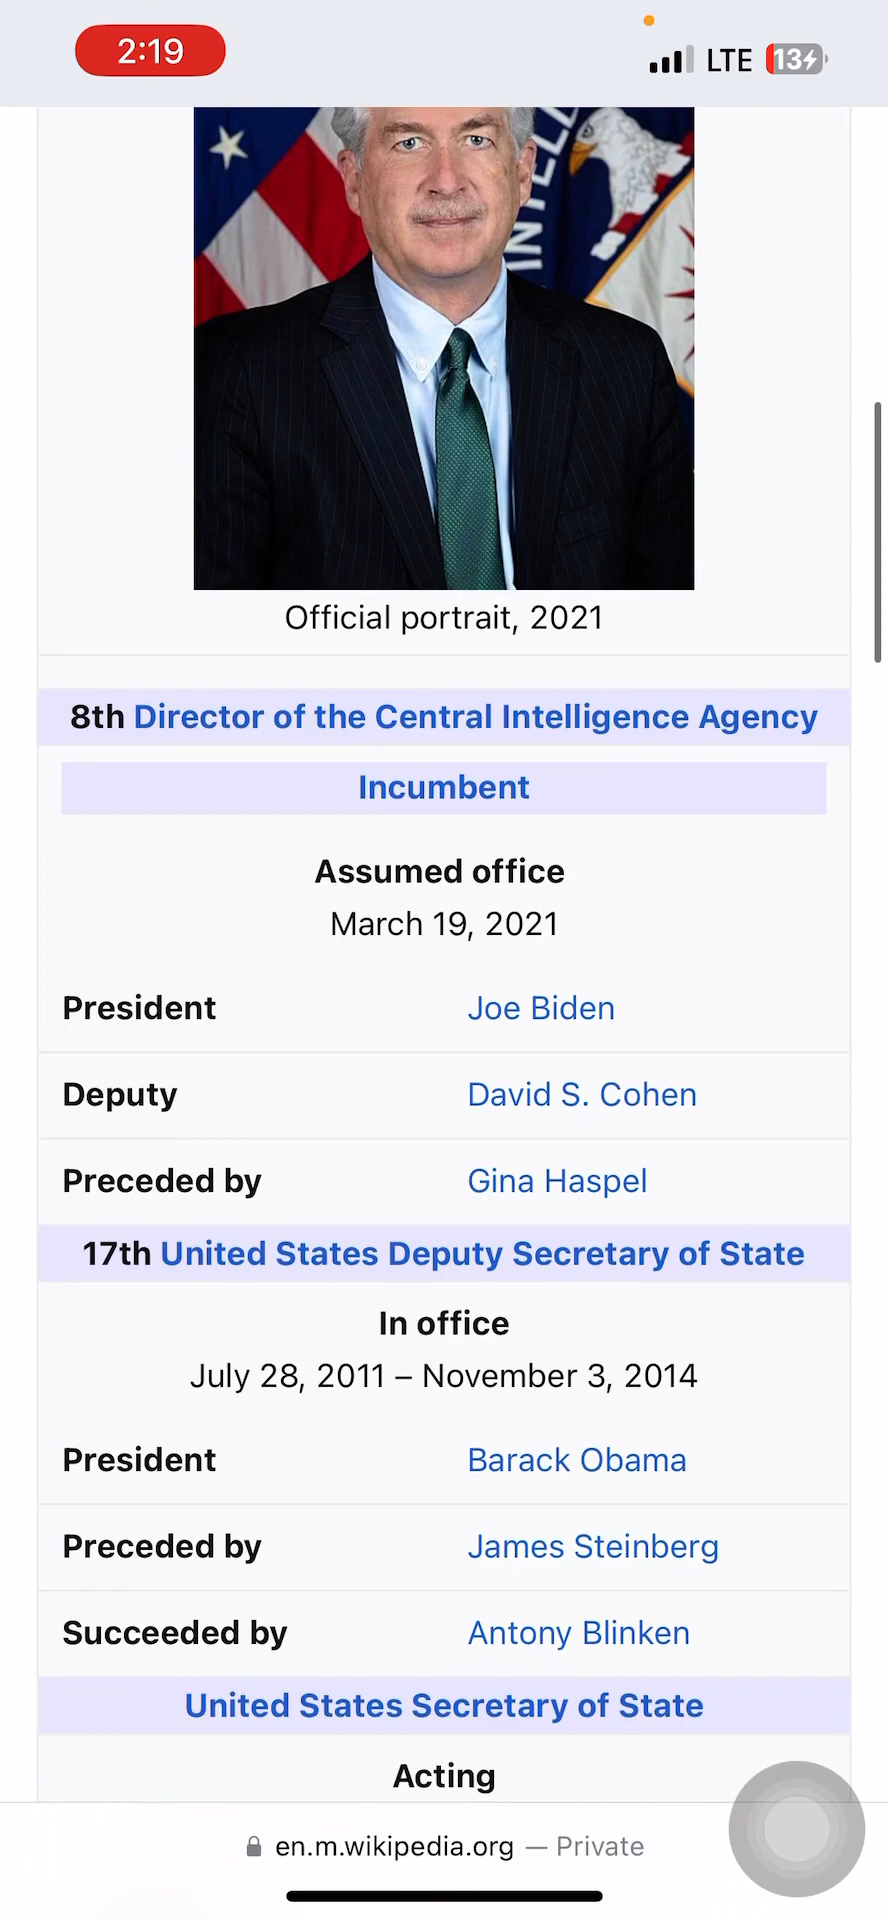 2:19
LTE
13
INTELL
Official portrait, 2021
8th Director of the Central Intelligence Agency
Incumbent
Assumed office
March 19, 2021
President Joe Biden
Deputy David S. Cohen
Preceded by Gina Haspel
17th United States Deputy Secretary of State
In office
July 28, 2011 – November 3, 2014
President Barack Obama
Preceded by James Steinberg
Succeeded by Antony Blinken
United States Secretary of State
Acting
en.m.wikipedia.org — Private